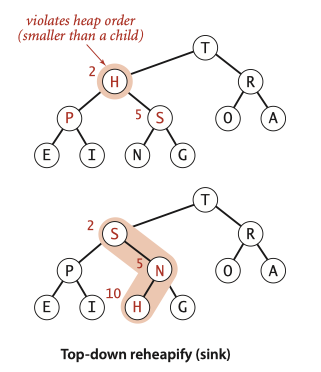 violates heap order
(smaller than a child)
T
2 H R
P 5 S O A
E I N G
T
2 S R
P 5 N O A
E I 10 H G
Top-down reheapify (sink)